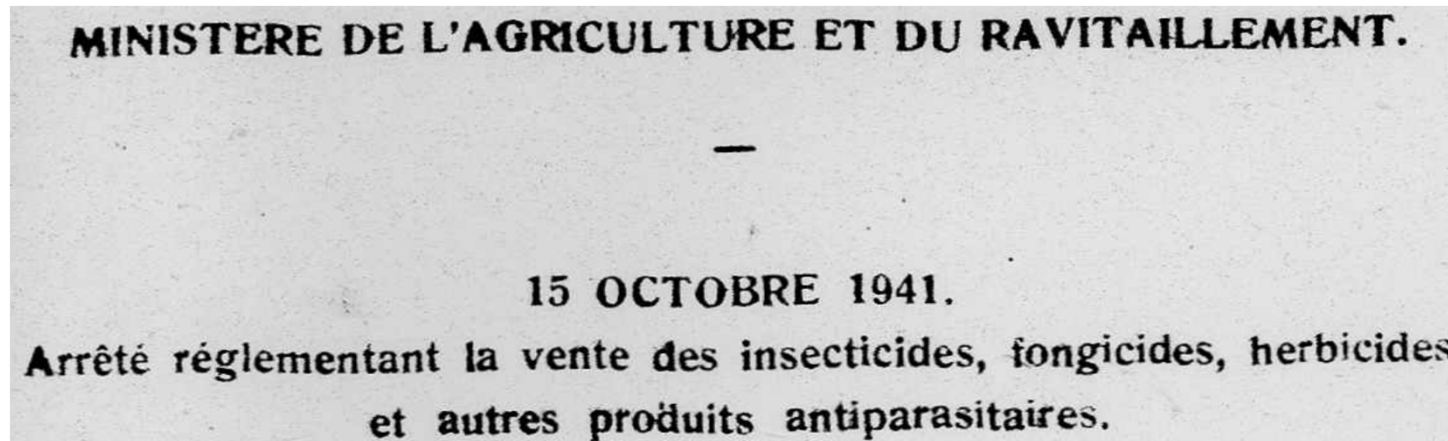 MINISTERE DE L'AGRICULTURE ET DU RAVITAILLEMENT.
—
15 OCTOBRE 1941.
Arrêté réglementant la vente des insecticides, fongicides, herbicides
et autres produits antiparasitaires.